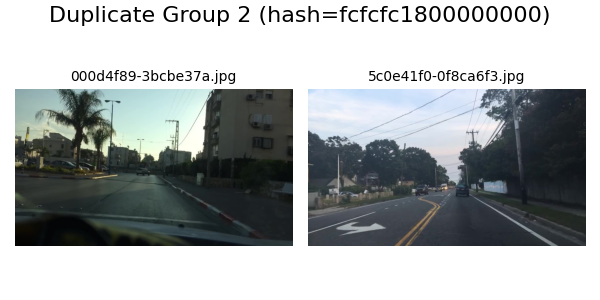 Duplicate Group 2 (hash=fcfcfc1800000000)
000d4f89-3bcbe37a.jpg
5c0e41f0-0f8ca6f3.jpg